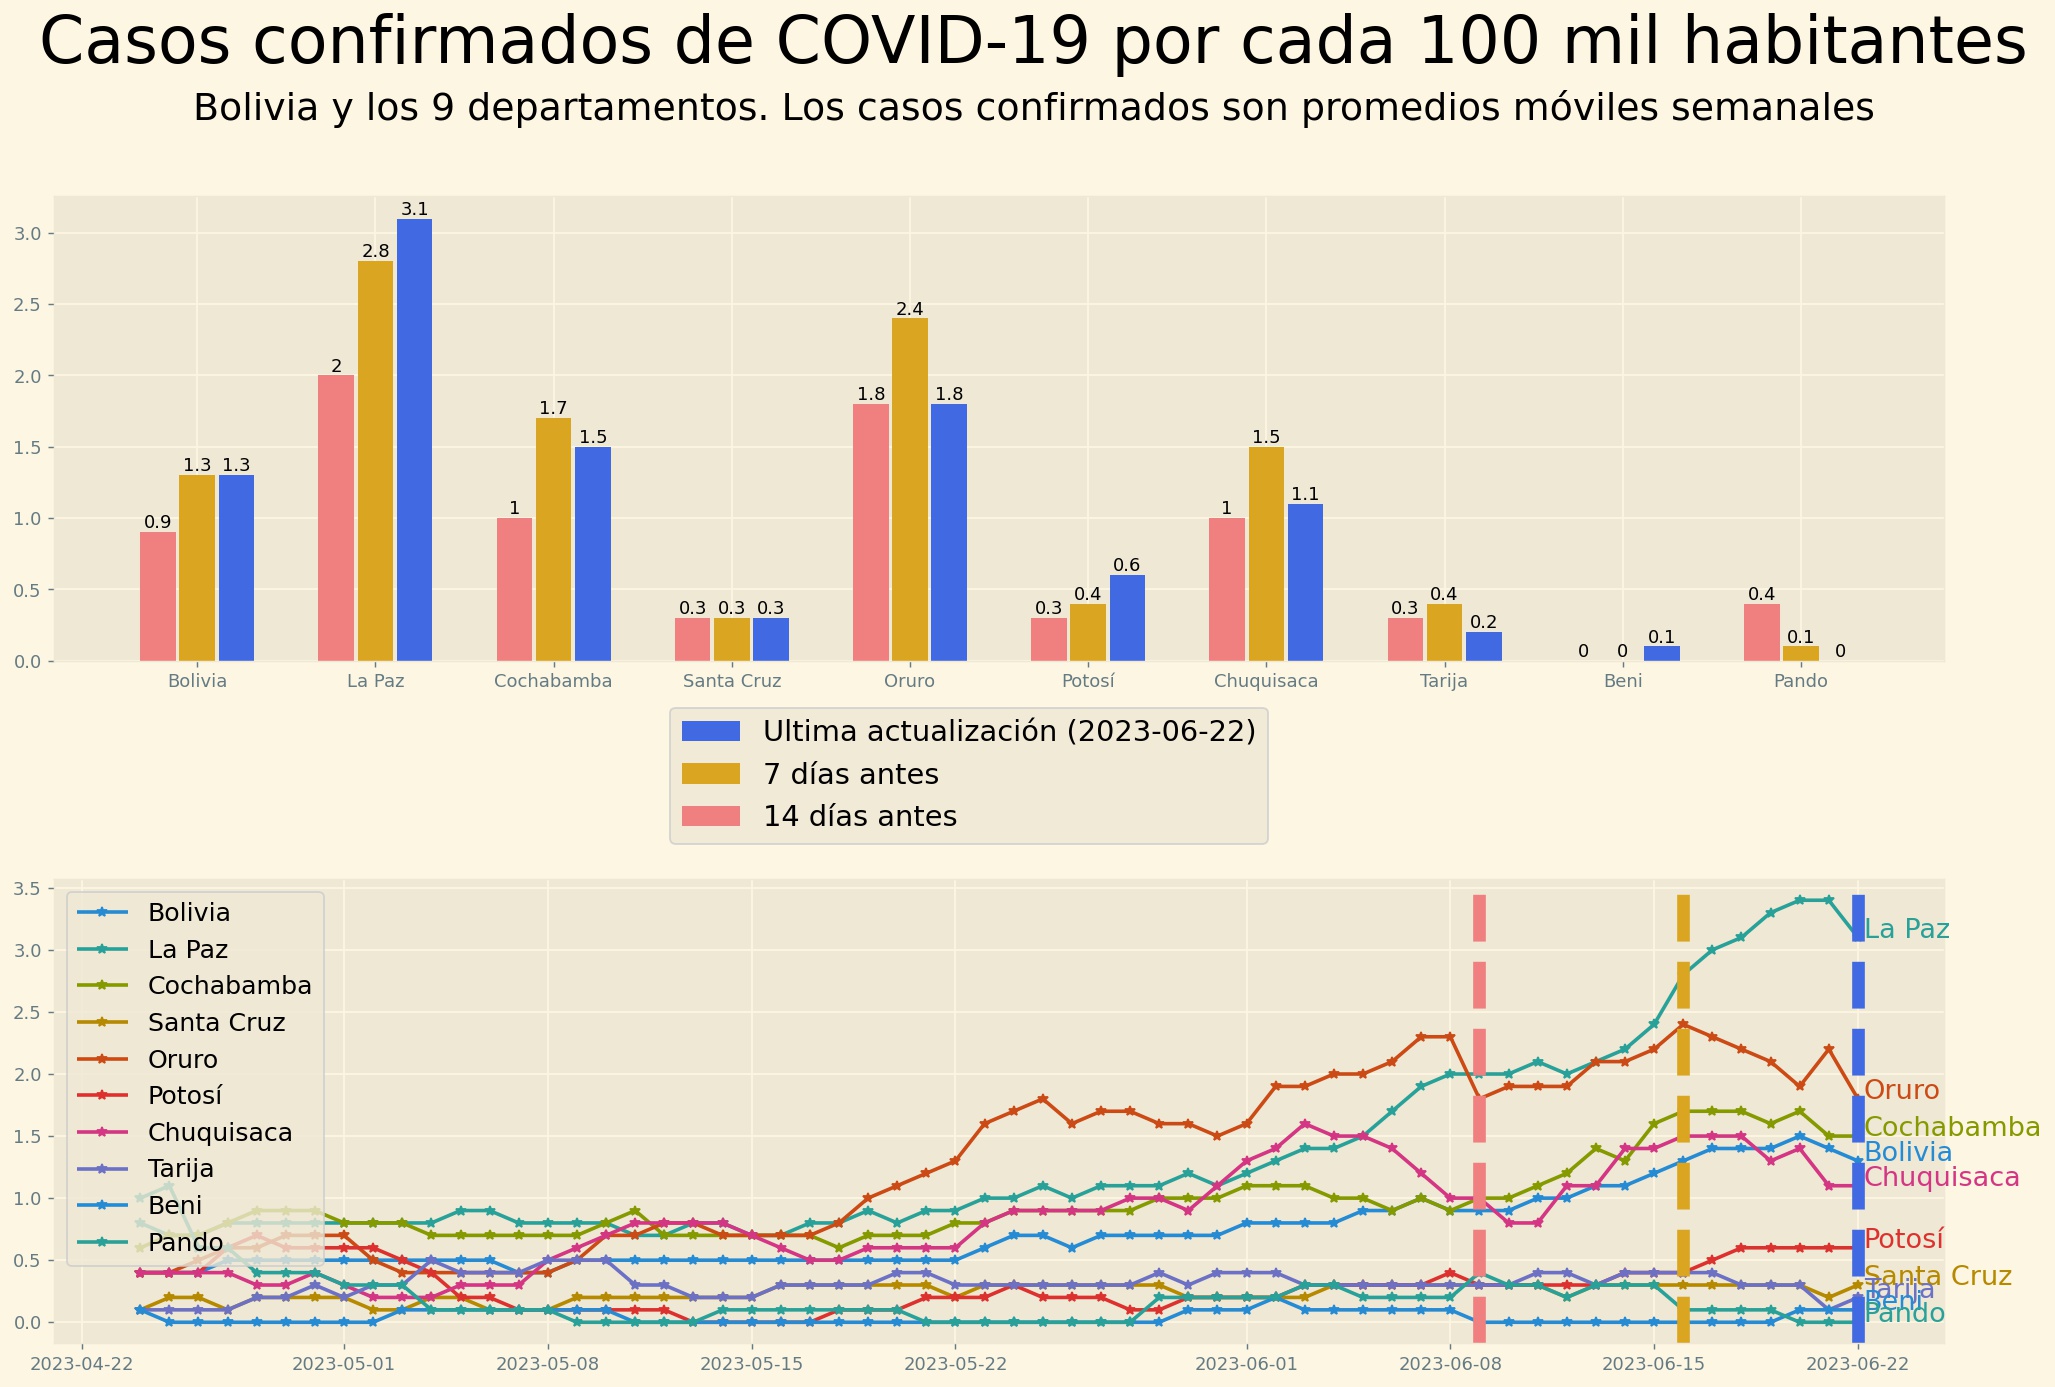 Casos confirmados de COVID-19 por cada 100 mil habitantes
Bolivia y los 9 departamentos. Los casos confirmados son promedios móviles semanales
3.0
2.5
2.0
1.5
1.0
0.5
0.0
0.9 1.3 1.3
2 2.8 3.1
1 1.7 1.5
0.3 0.3 0.3
1.8 2.4 1.8
0.3 0.4 0.6
1 1.5 1.1
0.3 0.4 0.2
0 0 0.1
0.4 0.1 0
Bolivia La Paz Cochabamba Santa Cruz Oruro Potosí Chuquisaca Tarija Beni Pando
Ultima actualización (2023-06-22)
7 días antes
14 días antes
3.5
3.0
2.5
2.0
1.5
1.0
0.5
0.0
Bolivia
La Paz
Cochabamba
Santa Cruz
Oruro
Potosí
Chuquisaca
Tarija
Beni
Pando
La Paz
Oruro
Cochabamba
Bolivia
Chuquisaca
Potosí
Santa Cruz
Tarija
Beni
Pando
2023-04-22 2023-05-01 2023-05-08 2023-05-15 2023-05-22 2023-06-01 2023-06-08 2023-06-15 2023-06-22